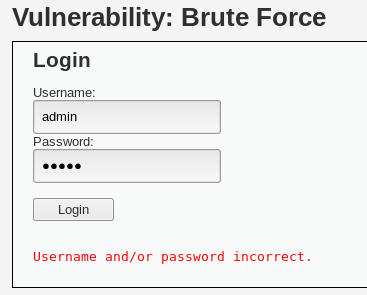 Vulnerability: Brute Force
Login
Username:
admin
Password:
●●●●●
Login
Username and/or password incorrect.